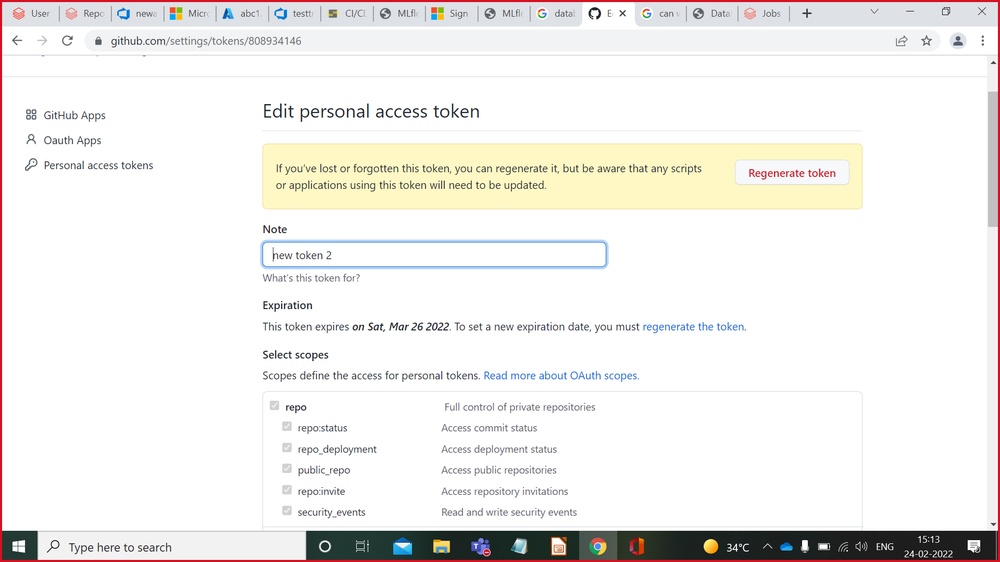 User
Repo
newa
Micro
abc1
testtr
CI/CD
MLflo
Sign
MLflo
datab
can w
Data
Jobs
github.com/settings/tokens/808934146
GitHub Apps
Oauth Apps
Personal access tokens
Edit personal access token
If you've lost or forgotten this token, you can regenerate it, but be aware that any scripts
or applications using this token will need to be updated.
Regenerate token
Note
new token 2
What's this token for?
Expiration
This token expires on Sat, Mar 26 2022. To set a new expiration date, you must regenerate the token.
Select scopes
Scopes define the access for personal tokens. Read more about OAuth scopes.
repo Full control of private repositories
repo:status Access commit status
repo_deployment Access deployment status
public_repo Access public repositories
repo:invite Access repository invitations
security_events Read and write security events
Type here to search
34°C
ENG
15:13
24-02-2022